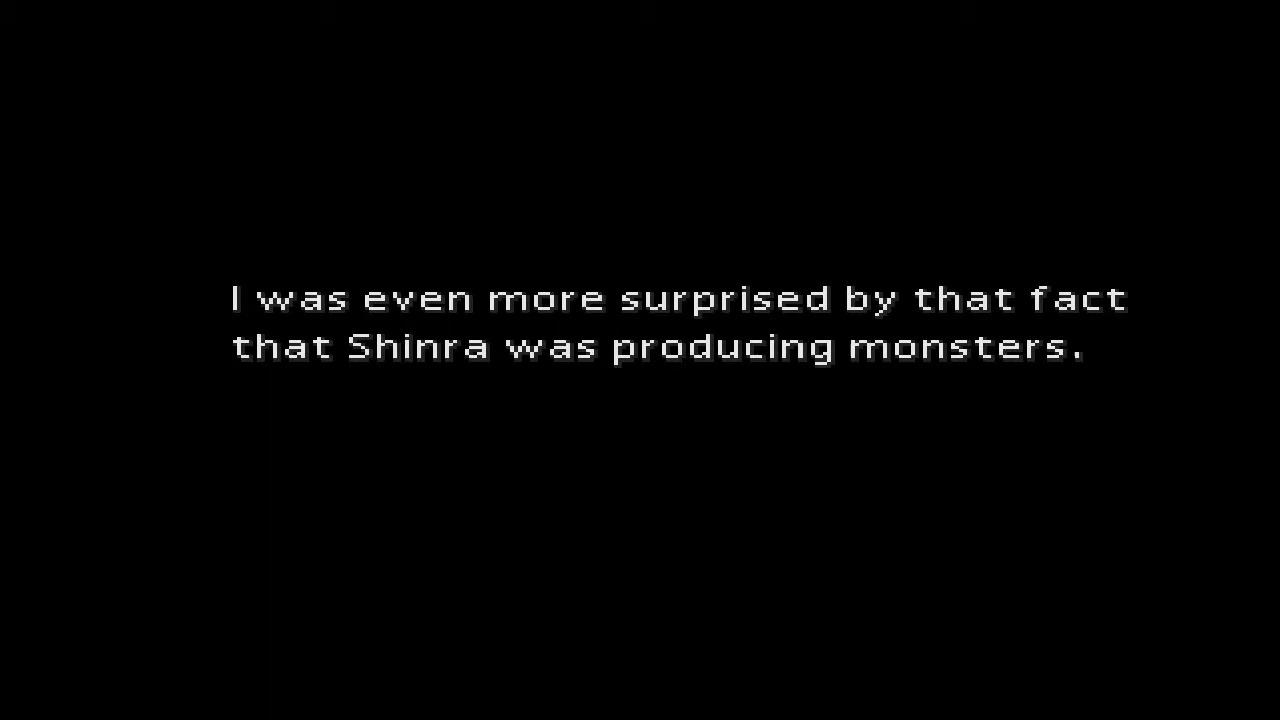 I was even more surprised by that fact
that Shinra was producing monsters.